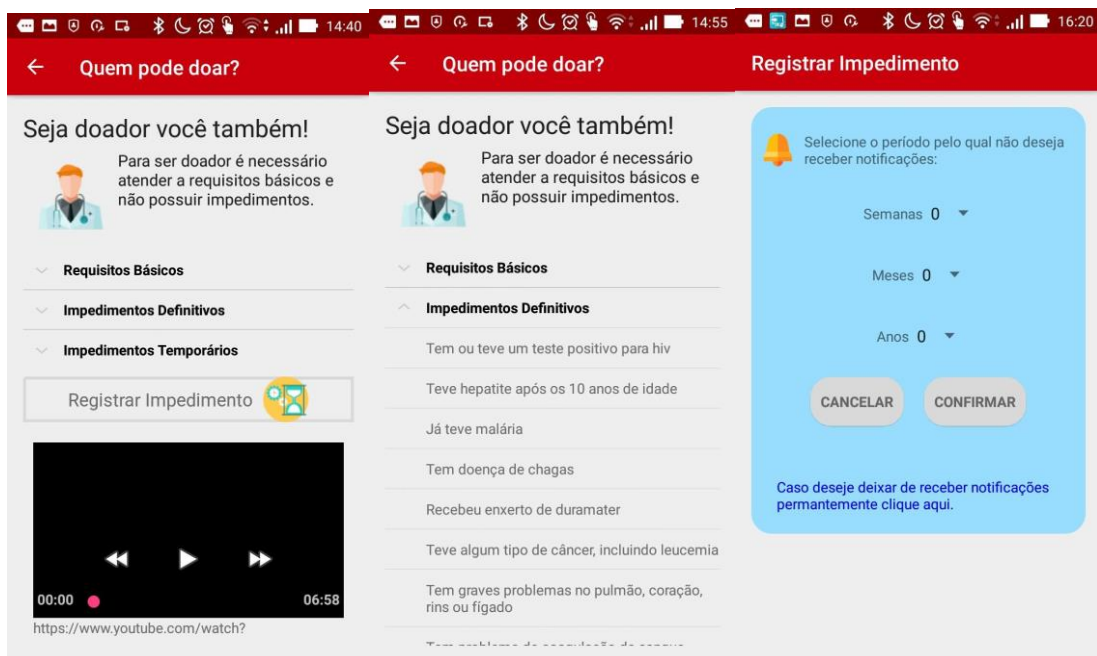 14:40
Quem pode doar?
Seja doador você também!
Para ser doador é necessário
atender a requisitos básicos e
não possuir impedimentos.
Requisitos Básicos
Impedimentos Definitivos
Impedimentos Temporários
Registrar Impedimento
00:00
06:58
https://www.youtube.com/watch?
14:55
Quem pode doar?
Seja doador você também!
Para ser doador é necessário
atender a requisitos básicos e
não possuir impedimentos.
Requisitos Básicos
Impedimentos Definitivos
Tem ou teve um teste positivo para hiv
Teve hepatite após os 10 anos de idade
Já teve malária
Tem doença de chagas
Recebeu enxerto de duramater
Teve algum tipo de câncer, incluindo leucemia
Tem graves problemas no pulmão, coração,
rins ou fígado
16:20
Registrar Impedimento
Selecione o período pelo qual não deseja
receber notificações:
Semanas 0
Meses 0
Anos 0
CANCELAR
CONFIRMAR
Caso deseje deixar de receber notificações
permantemente clique aqui.